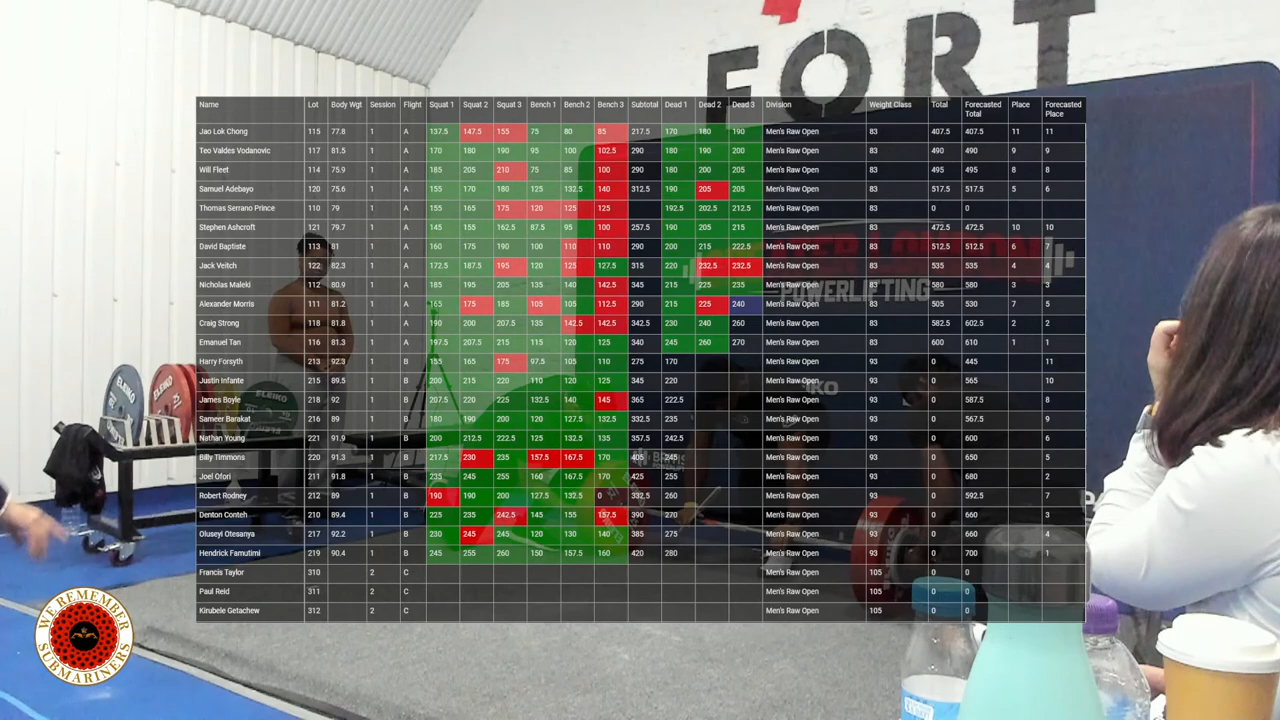 FORT
Name Lot Body Wgt Session Flight Squat 1 Squat 2 Squat 3 Bench 1 Bench 2 Bench 3 Subtotal Dead 1 Dead 2 Dead 3 Division Weight Class Total Forecasted Total Place Forecasted Place
Jao Lok Chong 115 77.8 1 A 137.5 147.5 155 75 80 85 217.5 170 180 190 Men's Raw Open 83 407.5 407.5 11 11
Teo Valdes Vodanovic 117 81.5 1 A 170 180 190 95 100 102.5 290 180 190 200 Men's Raw Open 83 490 490 9 9
Will Fleet 114 75.9 1 A 185 205 210 75 85 100 290 180 200 205 Men's Raw Open 83 495 495 8 8
Samuel Adebayo 120 75.6 1 A 155 170 180 125 132.5 140 312.5 190 205 205 Men's Raw Open 83 517.5 517.5 5 6
Thomas Serrano Prince 110 79 1 A 155 165 175 120 125 125 192.5 202.5 212.5 Men's Raw Open 83 0 0
Stephen Ashcroft 121 79.7 1 A 145 155 162.5 87.5 95 100 257.5 190 205 215 Men's Raw Open 83 472.5 472.5 10 10
David Baptiste 113 81 1 A 160 175 190 100 110 110 290 200 215 222.5 Men's Raw Open 83 512.5 512.5 6 7
Jack Veitch 122 82.3 1 A 172.5 187.5 195 120 125 127.5 315 220 232.5 232.5 Men's Raw Open 83 535 535 4 4
Nicholas Maleki 112 80.9 1 A 185 195 205 135 140 142.5 345 215 225 235 Men's Raw Open 83 580 580 3 3
Alexander Morris 111 81.2 1 A 165 175 185 105 105 112.5 290 215 225 240 Men's Raw Open 83 505 530 7 5
Craig Strong 118 81.8 1 A 190 200 207.5 135 142.5 142.5 342.5 230 240 260 Men's Raw Open 83 582.5 602.5 2 2
Emanuel Tan 116 81.3 1 A 197.5 207.5 215 115 120 125 340 245 260 270 Men's Raw Open 83 600 610 1 1
Harry Forsyth 213 92.3 1 B 155 165 175 97.5 105 110 275 170 Men's Raw Open 93 0 445 11
Justin Infante 215 89.5 1 B 200 215 220 110 120 125 345 220 Men's Raw Open 93 0 565 10
James Boyle 218 92 1 B 207.5 220 225 132.5 140 145 365 222.5 Men's Raw Open 93 0 587.5 8
Sameer Barakat 216 89 1 B 180 190 200 120 127.5 132.5 332.5 235 Men's Raw Open 93 0 567.5 9
Nathan Young 221 91.9 1 B 200 212.5 222.5 125 132.5 135 357.5 242.5 Men's Raw Open 93 0 600 6
Billy Timmons 220 91.3 1 B 217.5 230 235 157.5 167.5 170 405 245 Men's Raw Open 93 0 650 5
Joel Ofori 211 91.8 1 B 235 245 255 160 167.5 170 425 255 Men's Raw Open 93 0 680 2
Robert Rodney 212 89 1 B 190 190 200 127.5 132.5 0 332.5 260 Men's Raw Open 93 0 592.5 7
Denton Conteh 210 89.4 1 B 225 235 242.5 145 155 157.5 390 270 Men's Raw Open 93 0 660 3
Oluseyi Otesanya 217 92.2 1 B 230 245 245 120 130 140 385 275 Men's Raw Open 93 0 660 4
Hendrick Famutimi 219 90.4 1 B 245 255 260 150 157.5 160 420 280 Men's Raw Open 93 0 700 1
Francis Taylor 310 2 C Men's Raw Open 105 0 0
Paul Reid 311 2 C Men's Raw Open 105 0 0
Kirubele Getachew 312 2 C Men's Raw Open 105 0 0
POWERLIFTING
ELEIKO
ELEIKO
WE REMEMBER
SUBMARINERS